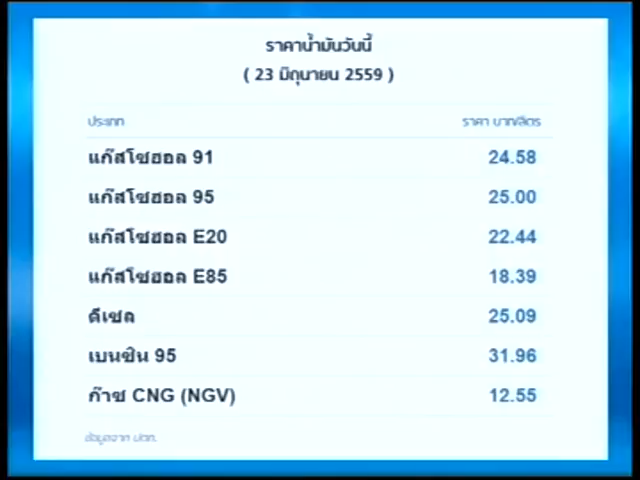 ราคาน้ำมันวันนี้
( 23 มิถุนายน 2559 )
ประเภท ราคา บาท/ลิตร
แก๊สโซฮอล 91 24.58
แก๊สโซฮอล 95 25.00
แก๊สโซฮอล E20 22.44
แก๊สโซฮอล E85 18.39
ดีเซล 25.09
เบนซิน 95 31.96
ก๊าซ CNG (NGV) 12.55
ข้อมูลจาก ปตท.